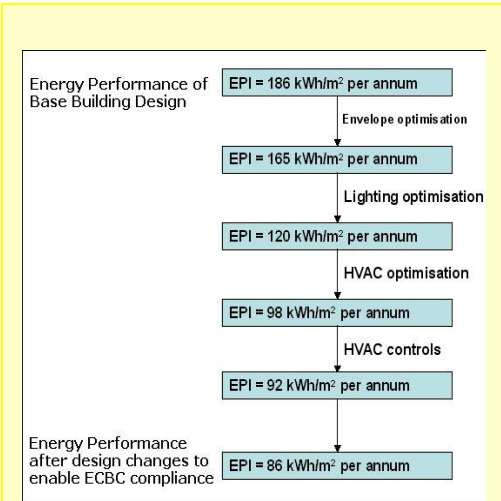 Energy Performance of
Base Building Design
EPI = 186 kWh/m² per annum
Envelope optimisation
EPI = 165 kWh/m² per annum
Lighting optimisation
EPI = 120 kWh/m² per annum
HVAC optimisation
EPI = 98 kWh/m² per annum
HVAC controls
EPI = 92 kWh/m² per annum
Energy Performance
after design changes to
enable ECBC compliance
EPI = 86 kWh/m² per annum